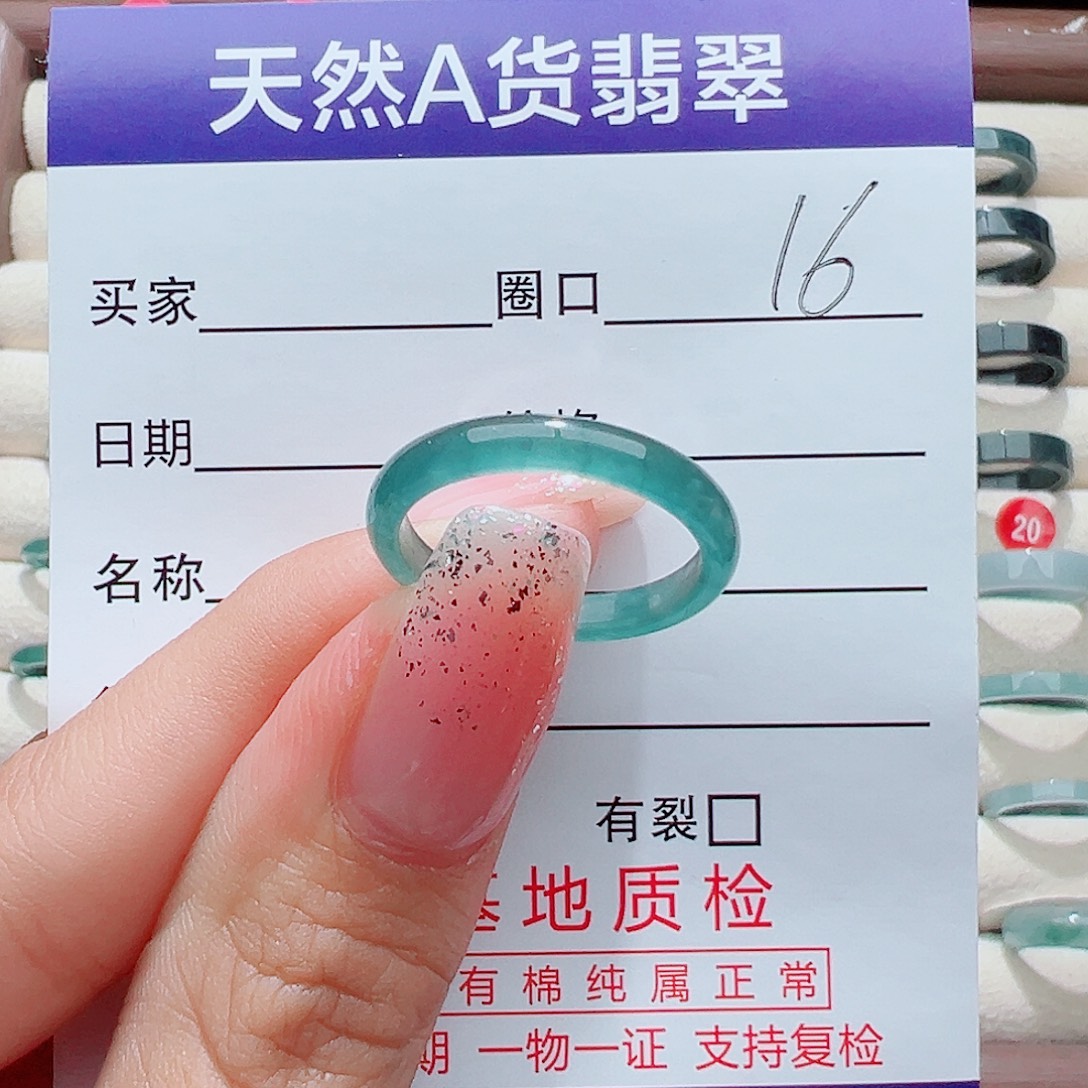 天然A货翡翠
买家 圈口 16
日期
名称
有裂
地质检
有棉纯属正常
期 一物一证 支持复检
20